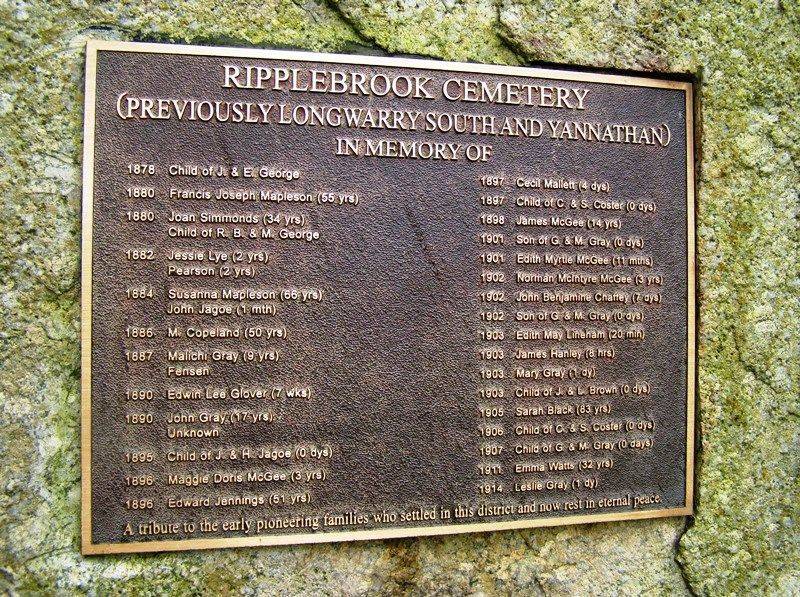 RIPPLEBROOK CEMETERY
(PREVIOUSLY LONGWARRY SOUTH AND YANNATHAN)
IN MEMORY OF
1878 Child of J. & E. George
1880 Francis Joseph Mapleson (55 yrs)
1880 Joan Simmonds (34 yrs)
Child of R. B. & M. George
1882 Jessie Lye (2 yrs)
Pearson (2 yrs)
1884 Susanna Mapleson (66 yrs)
John Jagoe (1 mth)
1886 M. Copeland (50 yrs)
1887 Malichi Gray (9 yrs)
Fensen
1890 Edwin Lee Glover (7 wks)
1890 John Gray (17 yrs)
Unknown
1895 Child of J. & H. Jagoe (0 ds)
1896 Maggie Doris McGee (3 yrs)
1896 Edward Jennings (51 yrs)
1897 Cecil Mallett (4 dys)
1897 Child of C. & S. Coster (0 dys)
1898 James McGee (14 yrs)
1901 Son of G. & M. Gray (0 dys)
1901 Edith Myrtle McGee (11 mths)
1902 Norman McIntyre McGee (3 yrs)
1902 John Benjamine Chaffey (7 dys)
1902 Son of G. & M. Gray (0 dys)
1903 Edith May Lineham (20 min)
1903 James Hanley (8 hrs)
1903 Mary Gray (1 dy)
1903 Child of J. & L. Brown (0 dys)
1905 Sarah Black (83 yrs)
1906 Child of C. & S. Coster (0 dys)
1907 Child of G. & M. Gray (0 days)
1911 Emma Watts (32 yrs)
1914 Leslie Gray (1 dy)
A tribute to the early pioneering families who settled in this district and now rest in eternal peace.